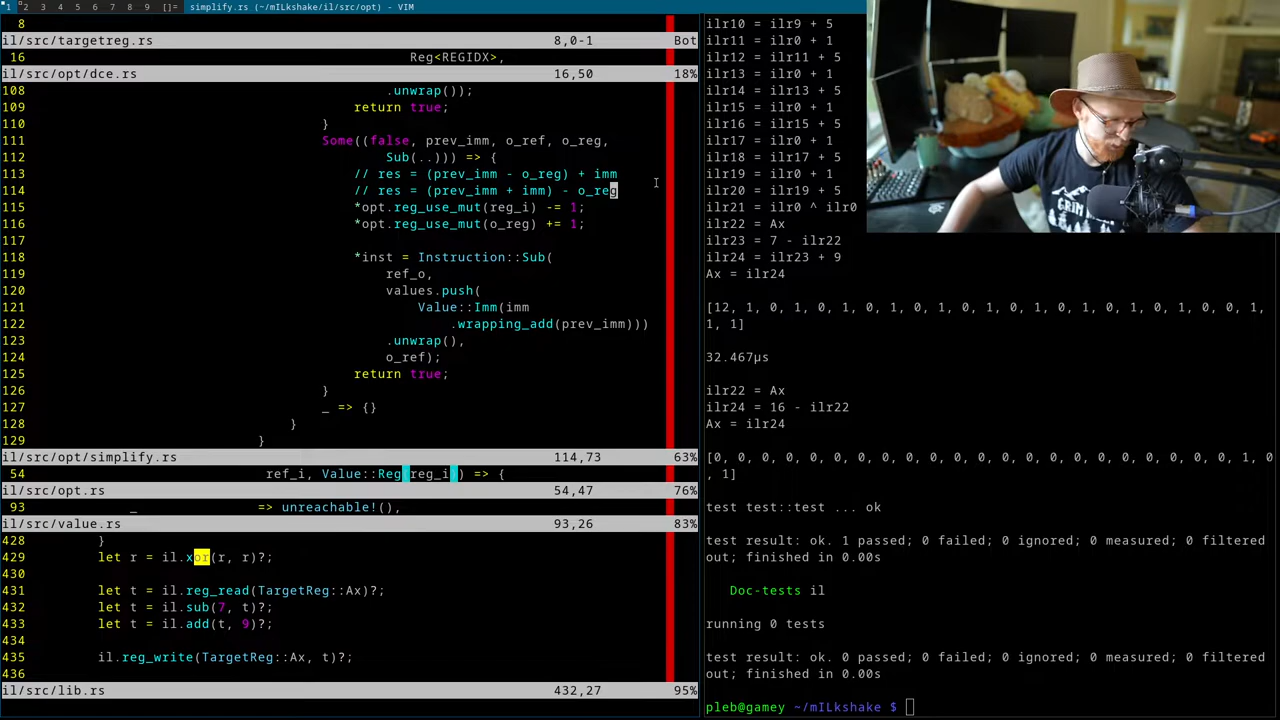 1 2 3 4 5 6 7 8 9 []= simplify.rs (~/mILkshake/il/src/opt) - VIM
8
il/src/targetreg.rs 8,0-1 Bot
16 Reg<REGIDX>,
il/src/opt/dce.rs 16,50 18%
108 .unwrap());
109 return true;
110 }
111 Some((false, prev_imm, o_ref, o_reg,
112 Sub(..))) => {
113 // res = (prev_imm - o_reg) + imm
114 // res = (prev_imm + imm) - o_reg
115 *opt.reg_use_mut(reg_i) -= 1;
116 *opt.reg_use_mut(o_reg) += 1;
117
118 *inst = Instruction::Sub(
119 ref_o,
120 values.push(
121 Value::Imm(imm
122 .wrapping_add(prev_imm)))
123 .unwrap(),
124 o_ref);
125 return true;
126 }
127 _ => {}
128 }
129 }
il/src/opt/simplify.rs 114,73 63%
54 ref_i, Value::Reg(reg_i)) => {
il/src/opt.rs 54,47 76%
93 _ => unreachable!(),
il/src/value.rs 93,26 83%
428 }
429 let r = il.xor(r, r)?;
430
431 let t = il.reg_read(TargetReg::Ax)?;
432 let t = il.sub(7, t)?;
433 let t = il.add(t, 9)?;
434
435 il.reg_write(TargetReg::Ax, t)?;
436
il/src/lib.rs 432,27 95%
ilr10 = ilr9 + 5
ilr11 = ilr0 + 1
ilr12 = ilr11 + 5
ilr13 = ilr0 + 1
ilr14 = ilr13 + 5
ilr15 = ilr0 + 1
ilr16 = ilr15 + 5
ilr17 = ilr0 + 1
ilr18 = ilr17 + 5
ilr19 = ilr0 + 1
ilr20 = ilr19 + 5
ilr21 = ilr0 ^ ilr0
ilr22 = Ax
ilr23 = 7 - ilr22
ilr24 = ilr23 + 9
Ax = ilr24
[12, 1, 0, 1, 0, 1, 0, 1, 0, 1, 0, 1, 0, 1, 0, 1, 0, 1, 0, 1, 0, 0, 1,
1, 1]
32.467µs
ilr22 = Ax
ilr24 = 16 - ilr22
Ax = ilr24
[0, 0, 0, 0, 0, 0, 0, 0, 0, 0, 0, 0, 0, 0, 0, 0, 0, 0, 0, 0, 0, 0, 1, 0
, 1]
test test::test ... ok
test result: ok. 1 passed; 0 failed; 0 ignored; 0 measured; 0 filtered
out; finished in 0.00s
Doc-tests il
running 0 tests
test result: ok. 0 passed; 0 failed; 0 ignored; 0 measured; 0 filtered
out; finished in 0.00s
pleb@gamey ~/mILkshake $